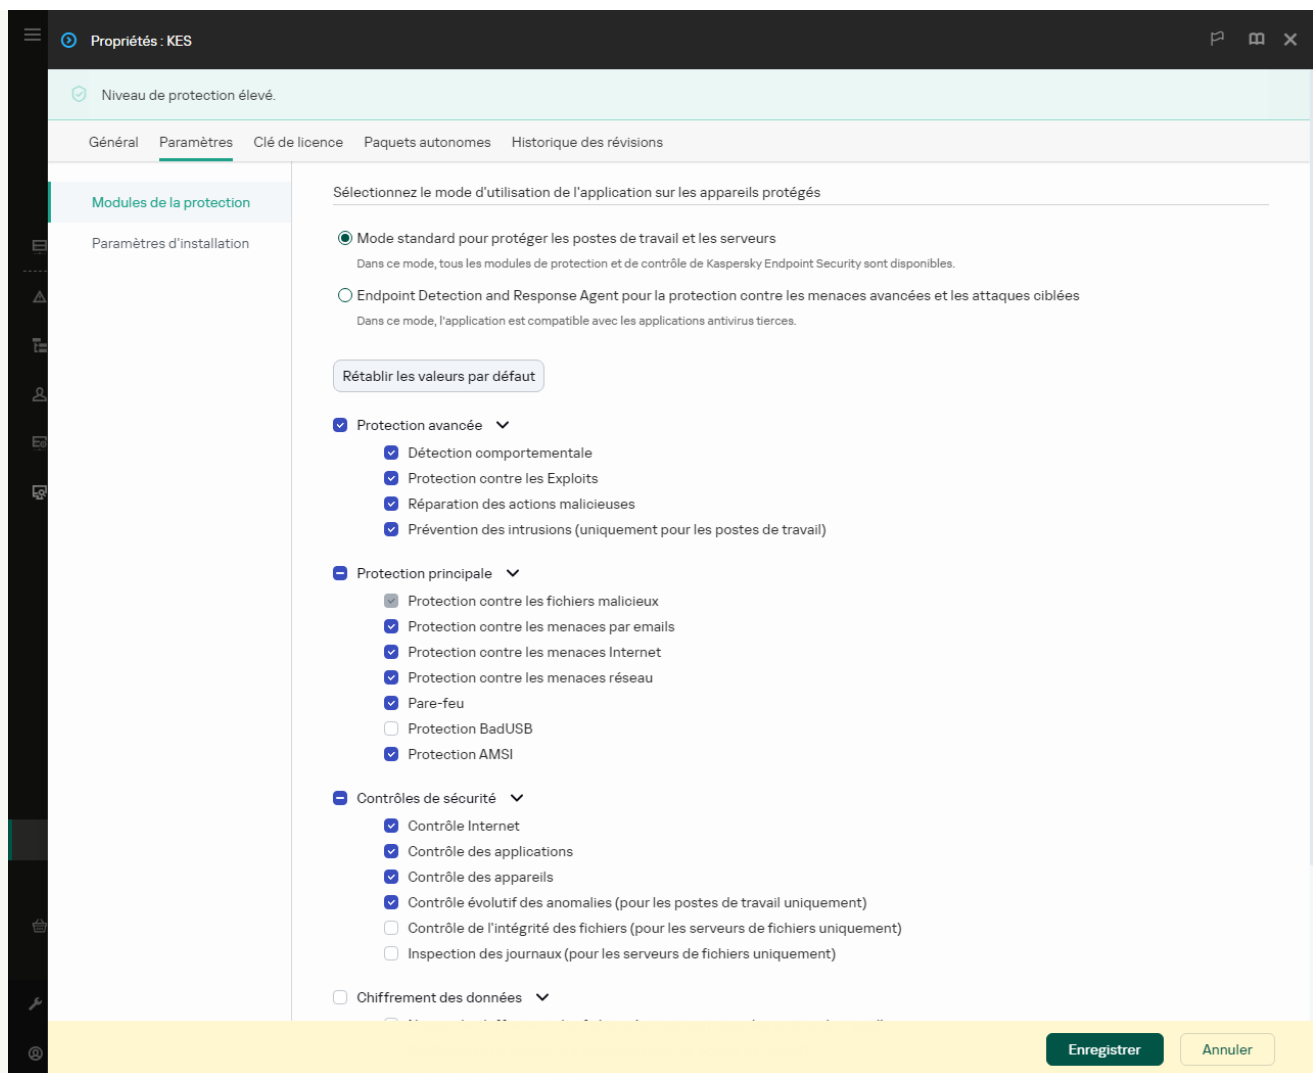 Propriétés : KES
Niveau de protection élevé.
Général Paramètres Clé de licence Paquets autonomes Historique des révisions
Modules de la protection
Paramètres d'installation
Sélectionnez le mode d'utilisation de l'application sur les appareils protégés
Mode standard pour protéger les postes de travail et les serveurs
Dans ce mode, tous les modules de protection et de contrôle de Kaspersky Endpoint Security sont disponibles.
Endpoint Detection and Response Agent pour la protection contre les menaces avancées et les attaques ciblées
Dans ce mode, l'application est compatible avec les applications antivirus tierces.
Rétablir les valeurs par défaut
Protection avancée
Détection comportementale
Protection contre les Exploits
Réparation des actions malicieuses
Prévention des intrusions (uniquement pour les postes de travail)
Protection principale
Protection contre les fichiers malicieux
Protection contre les menaces par emails
Protection contre les menaces Internet
Protection contre les menaces réseau
Pare-feu
Protection BadUSB
Protection AMSI
Contrôles de sécurité
Contrôle Internet
Contrôle des applications
Contrôle des appareils
Contrôle évolutif des anomalies (pour les postes de travail uniquement)
Contrôle de l'intégrité des fichiers (pour les serveurs de fichiers uniquement)
Inspection des journaux (pour les serveurs de fichiers uniquement)
Chiffrement des données
Enregistrer
Annuler